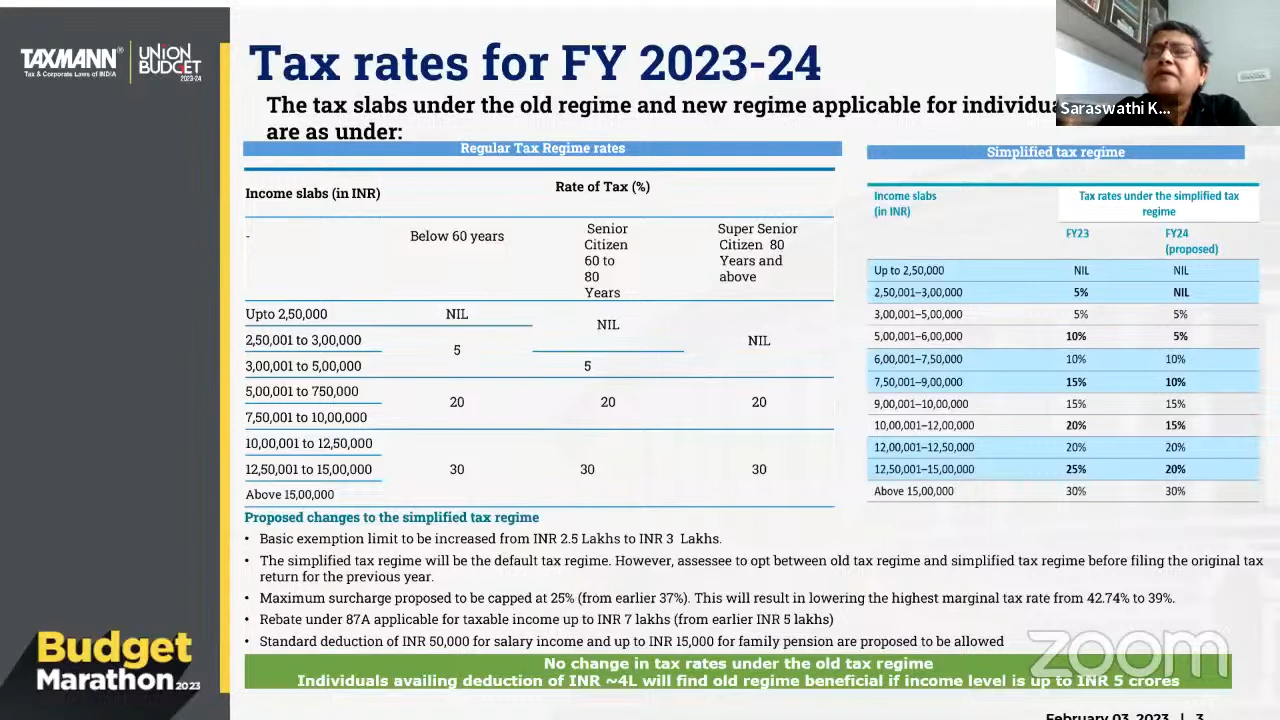 TAXMANN®
Tax & Corporate Laws of INDIA
UNION
BUDGET
2023-24
Tax rates for FY 2023-24
The tax slabs under the old regime and new regime applicable for
are as under:
Saraswathi K...
Regular Tax Regime rates
Income slabs (in INR) Rate of Tax (%)
- Below 60 years Senior Citizen 60 to 80 Years Super Senior Citizen 80 Years and above
Upto 2,50,000 NIL NIL NIL
2,50,001 to 3,00,000 5
3,00,001 to 5,00,000 5
5,00,001 to 750,000 20 20 20
7,50,001 to 10,00,000
10,00,001 to 12,50,000
12,50,001 to 15,00,000 30 30 30
Above 15,00,000
Simplified tax regime
Income slabs (in INR) Tax rates under the simplified tax regime
FY23 FY24 (proposed)
Up to 2,50,000 NIL NIL
2,50,001–3,00,000 5% NIL
3,00,001–5,00,000 5% 5%
5,00,001–6,00,000 10% 5%
6,00,001–7,50,000 10% 10%
7,50,001–9,00,000 15% 10%
9,00,001–10,00,000 15% 15%
10,00,001–12,00,000 20% 15%
12,00,001–12,50,000 20% 20%
12,50,001–15,00,000 25% 20%
Above 15,00,000 30% 30%
Proposed changes to the simplified tax regime
• Basic exemption limit to be increased from INR 2.5 Lakhs to INR 3 Lakhs.
• The simplified tax regime will be the default tax regime. However, assessee to opt between old tax regime and simplified tax regime before filing the original tax
return for the previous year.
• Maximum surcharge proposed to be capped at 25% (from earlier 37%). This will result in lowering the highest marginal tax rate from 42.74% to 39%.
• Rebate under 87A applicable for taxable income up to INR 7 lakhs (from earlier INR 5 lakhs)
• Standard deduction of INR 50,000 for salary income and up to INR 15,000 for family pension are proposed to be allowed
No change in tax rates under the old tax regime
Individuals availing deduction of INR ~4L will find old regime beneficial if income level is up to INR 5 crores
zoom
Budget
Marathon 2023
February 03, 2023 | 3